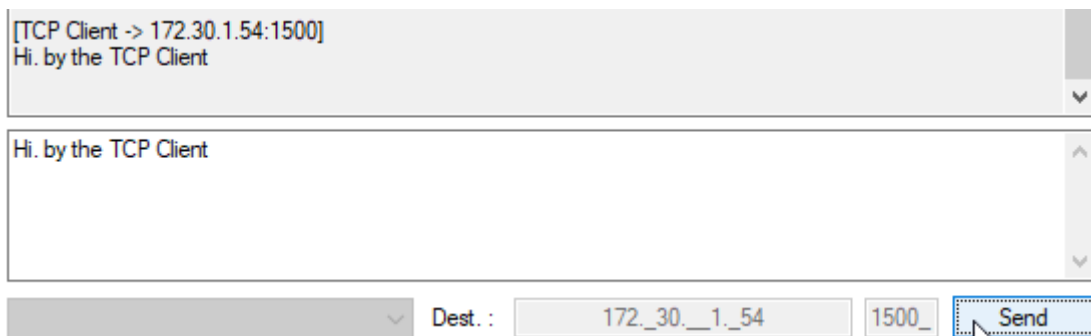 [TCP Client -> 172.30.1.54:1500]
Hi. by the TCP Client
Hi. by the TCP Client
Dest. : 172._30.__1._54 1500_ Send